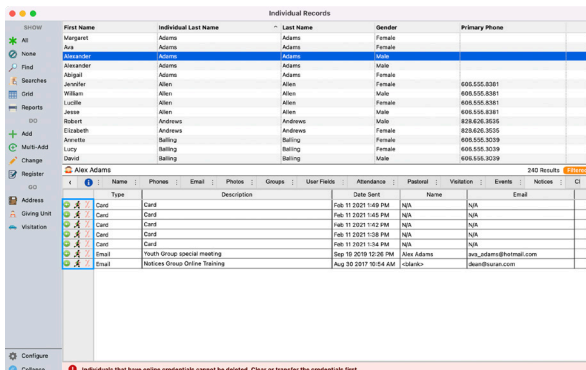 Individual Records
SHOW
All
None
Find
Searches
Grid
Reports
DO
Add
Multi-Add
Change
Register
GO
Address
Giving Unit
Visitation
Configure
Collapse
First Name Individual Last Name Last Name Gender Primary Phone
Margaret Adams Adams Female
Ava Adams Adams Female
Alexander Adams Adams Male
Alexander Adams Adams Male
Abigail Adams Adams Female
Jennifer Allen Allen Female 606.555.8381
William Allen Allen Male 606.555.8381
Lucille Allen Allen Female 606.555.8381
Jesse Allen Allen Male 606.555.8381
Robert Andrews Andrews Male 828.626.3535
Elizabeth Andrews Andrews Female 828.626.3535
Annette Balling Balling Female 606.555.3039
Lucy Balling Balling Female 606.555.3039
David Balling Balling Male 606.555.3039
Alex Adams 240 Results Filtered
Name Phones Email Photos Groups User Fields Attendance Pastoral Visitation Events Notices Cl
Type Description Date Sent Name Email
Card Card Feb 11 2021 1:49 PM N/A N/A
Card Card Feb 11 2021 1:45 PM N/A N/A
Card Card Feb 11 2021 1:42 PM N/A N/A
Card Card Feb 11 2021 1:38 PM N/A N/A
Card Card Feb 11 2021 1:34 PM N/A N/A
Email Youth Group special meeting Sep 19 2019 12:26 PM Alex Adams ava_adams@hotmail.com
Email Notices Group Online Training Aug 30 2017 10:54 AM <blank> dean@suran.com
Individuals that have online credentials cannot be deleted. Clear or transfer the credentials first.